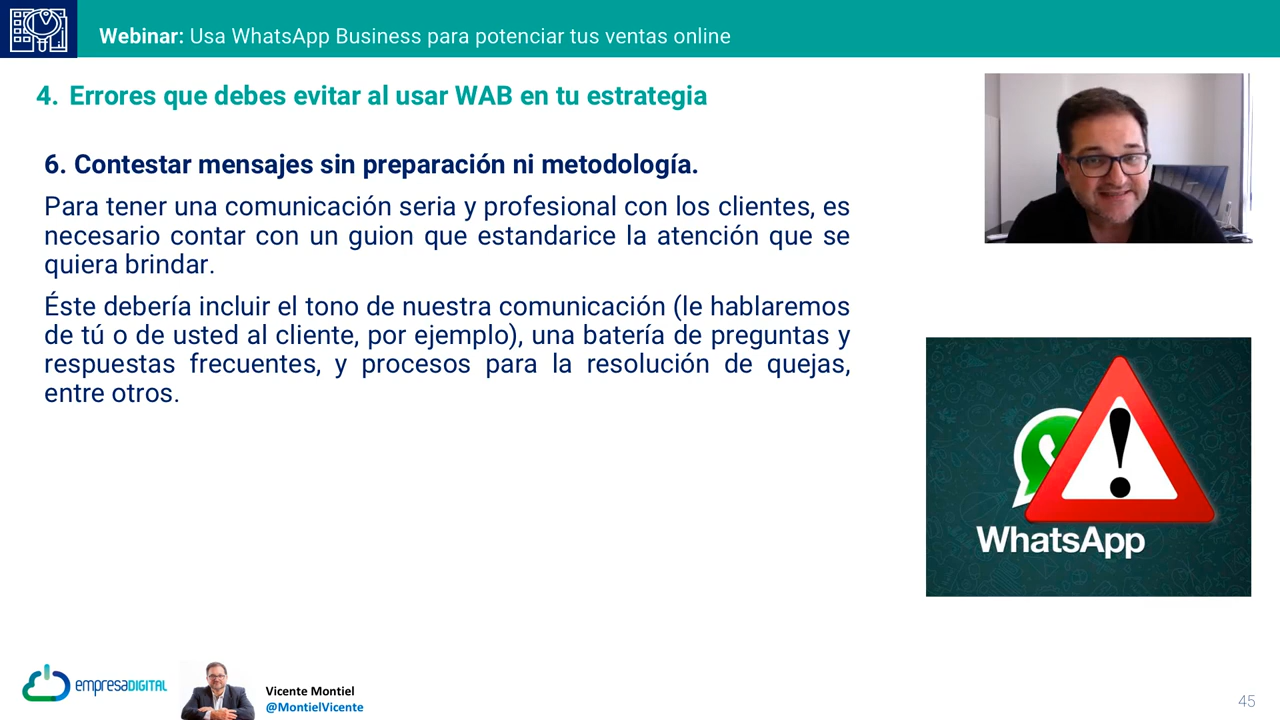 Webinar: Usa WhatsApp Business para potenciar tus ventas online
4. Errores que debes evitar al usar WAB en tu estrategia
6. Contestar mensajes sin preparación ni metodología.
Para tener una comunicación seria y profesional con los clientes, es
necesario contar con un guion que estandarice la atención que se
quiera brindar.
Éste debería incluir el tono de nuestra comunicación (le hablaremos
de tú o de usted al cliente, por ejemplo), una batería de preguntas y
respuestas frecuentes, y procesos para la resolución de quejas,
entre otros.
WhatsApp
empresaDIGITAL
Vicente Montiel
@MontielVicente
45